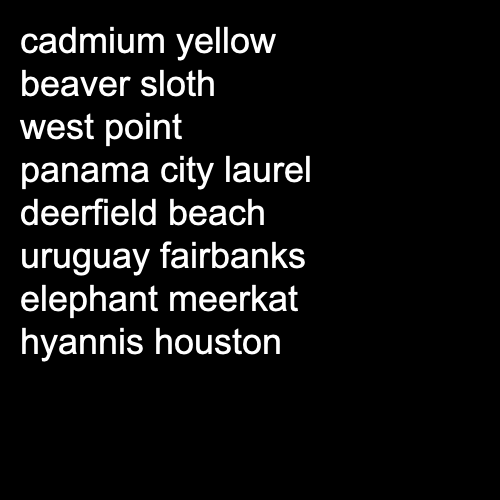 cadmium yellow
beaver sloth
west point
panama city laurel
deerfield beach
uruguay fairbanks
elephant meerkat
hyannis houston